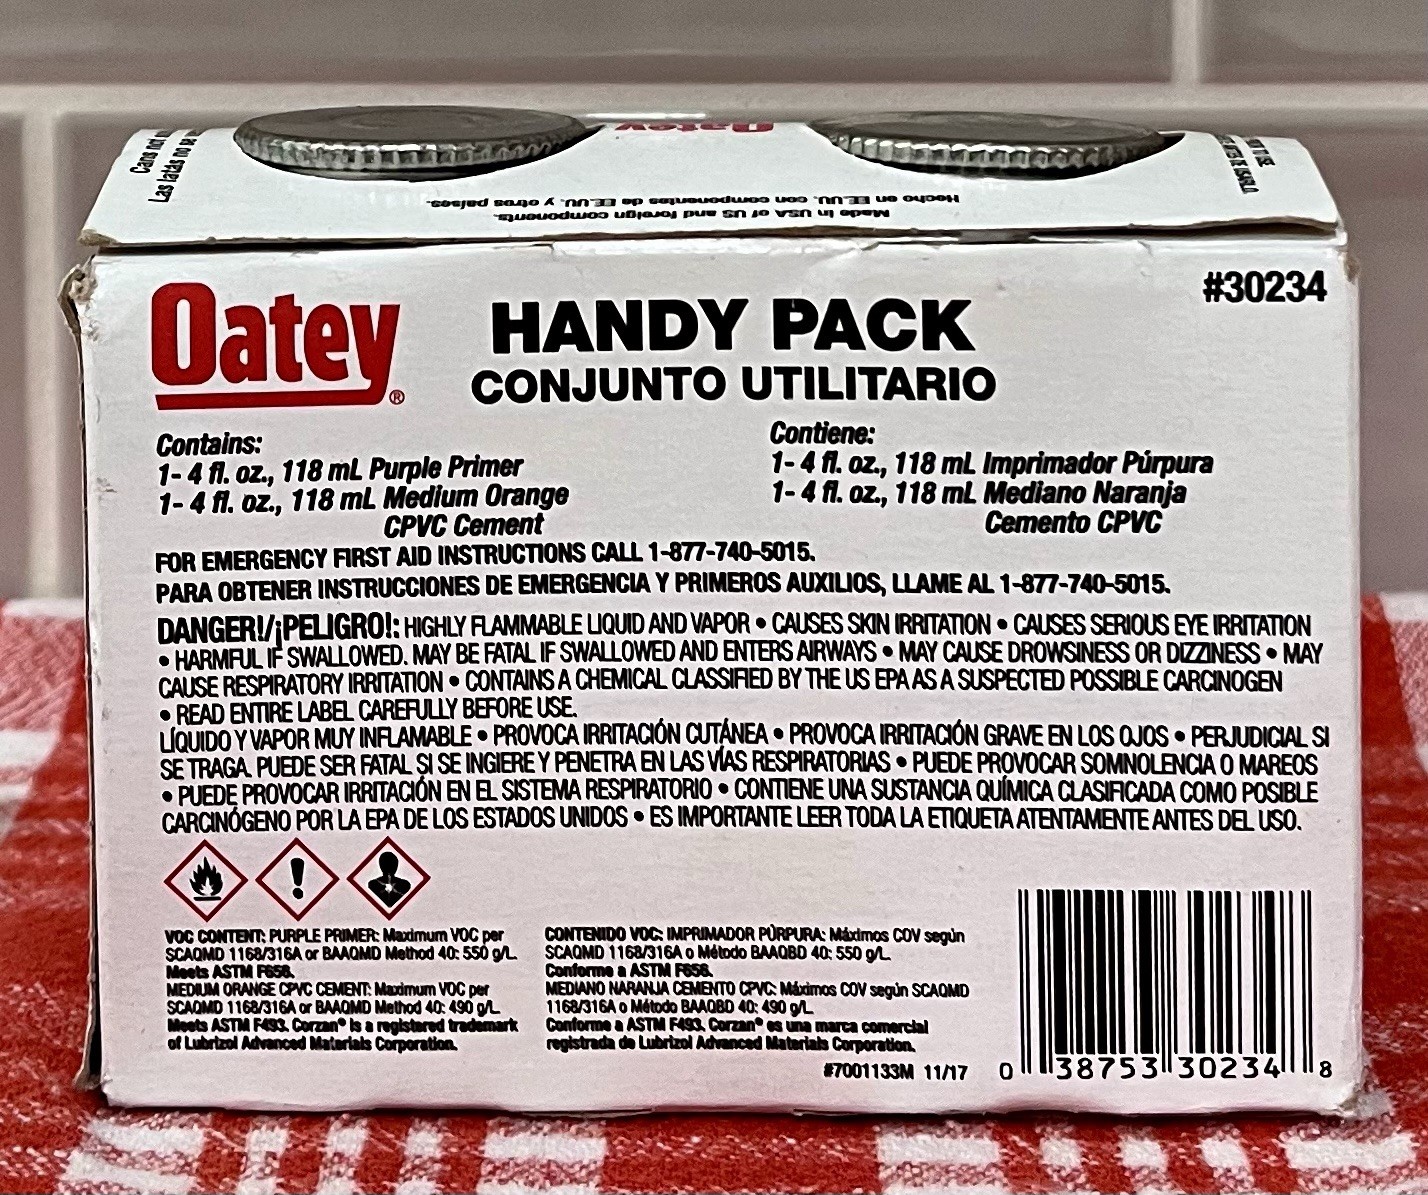 Cans not
Las latas no se
Oatey
TO USE.
DE USARLO.
Hecho en EE.UU. con componentes de EE.UU. y otros países.
Made in USA of US and foreign components.
Oatey®
HANDY PACK
CONJUNTO UTILITARIO
#30234
Contains:
1- 4 fl. oz., 118 mL Purple Primer
1- 4 fl. oz., 118 mL Medium Orange
CPVC Cement
Contiene:
1- 4 fl. oz., 118 mL Imprimador Púrpura
1- 4 fl. oz., 118 mL Mediano Naranja
Cemento CPVC
FOR EMERGENCY FIRST AID INSTRUCTIONS CALL 1-877-740-5015.
PARA OBTENER INSTRUCCIONES DE EMERGENCIA Y PRIMEROS AUXILIOS, LLAME AL 1-877-740-5015.
DANGER!/¡PELIGRO!: HIGHLY FLAMMABLE LIQUID AND VAPOR • CAUSES SKIN IRRITATION • CAUSES SERIOUS EYE IRRITATION
• HARMFUL IF SWALLOWED. MAY BE FATAL IF SWALLOWED AND ENTERS AIRWAYS • MAY CAUSE DROWSINESS OR DIZZINESS • MAY
CAUSE RESPIRATORY IRRITATION • CONTAINS A CHEMICAL CLASSIFIED BY THE US EPA AS A SUSPECTED POSSIBLE CARCINOGEN
• READ ENTIRE LABEL CAREFULLY BEFORE USE.
LÍQUIDO Y VAPOR MUY INFLAMABLE • PROVOCA IRRITACIÓN CUTÁNEA • PROVOCA IRRITACIÓN GRAVE EN LOS OJOS • PERJUDICIAL SI
SE TRAGA. PUEDE SER FATAL SI SE INGIERE Y PENETRA EN LAS VÍAS RESPIRATORIAS • PUEDE PROVOCAR SOMNOLENCIA O MAREOS
• PUEDE PROVOCAR IRRITACIÓN EN EL SISTEMA RESPIRATORIO • CONTIENE UNA SUSTANCIA QUÍMICA CLASIFICADA COMO POSIBLE
CARCINÓGENO POR LA EPA DE LOS ESTADOS UNIDOS • ES IMPORTANTE LEER TODA LA ETIQUETA ATENTAMENTE ANTES DEL USO.
VOC CONTENT: PURPLE PRIMER: Maximum VOC per
SCAQMD 1168/316A or BAAQMD Method 40: 550 g/L.
Meets ASTM F656.
MEDIUM ORANGE CPVC CEMENT: Maximum VOC per
SCAQMD 1168/316A or BAAQMD Method 40: 490 g/L.
Meets ASTM F493. Corzan® is a registered trademark
of Lubrizol Advanced Materials Corporation.
CONTENIDO VOC: IMPRIMADOR PÚRPURA: Máximos COV según
SCAQMD 1168/316A o Método BAAQBD 40: 550 g/L.
Conforme a ASTM F656.
MEDIANO NARANJA CEMENTO CPVC: Máximos COV según SCAQMD
1168/316A o Método BAAQBD 40: 490 g/L.
Conforme a ASTM F493. Corzan® es una marca comercial
registrada de Lubrizol Advanced Materials Corporation.
#7001133M 11/17
0 38753 30234 8